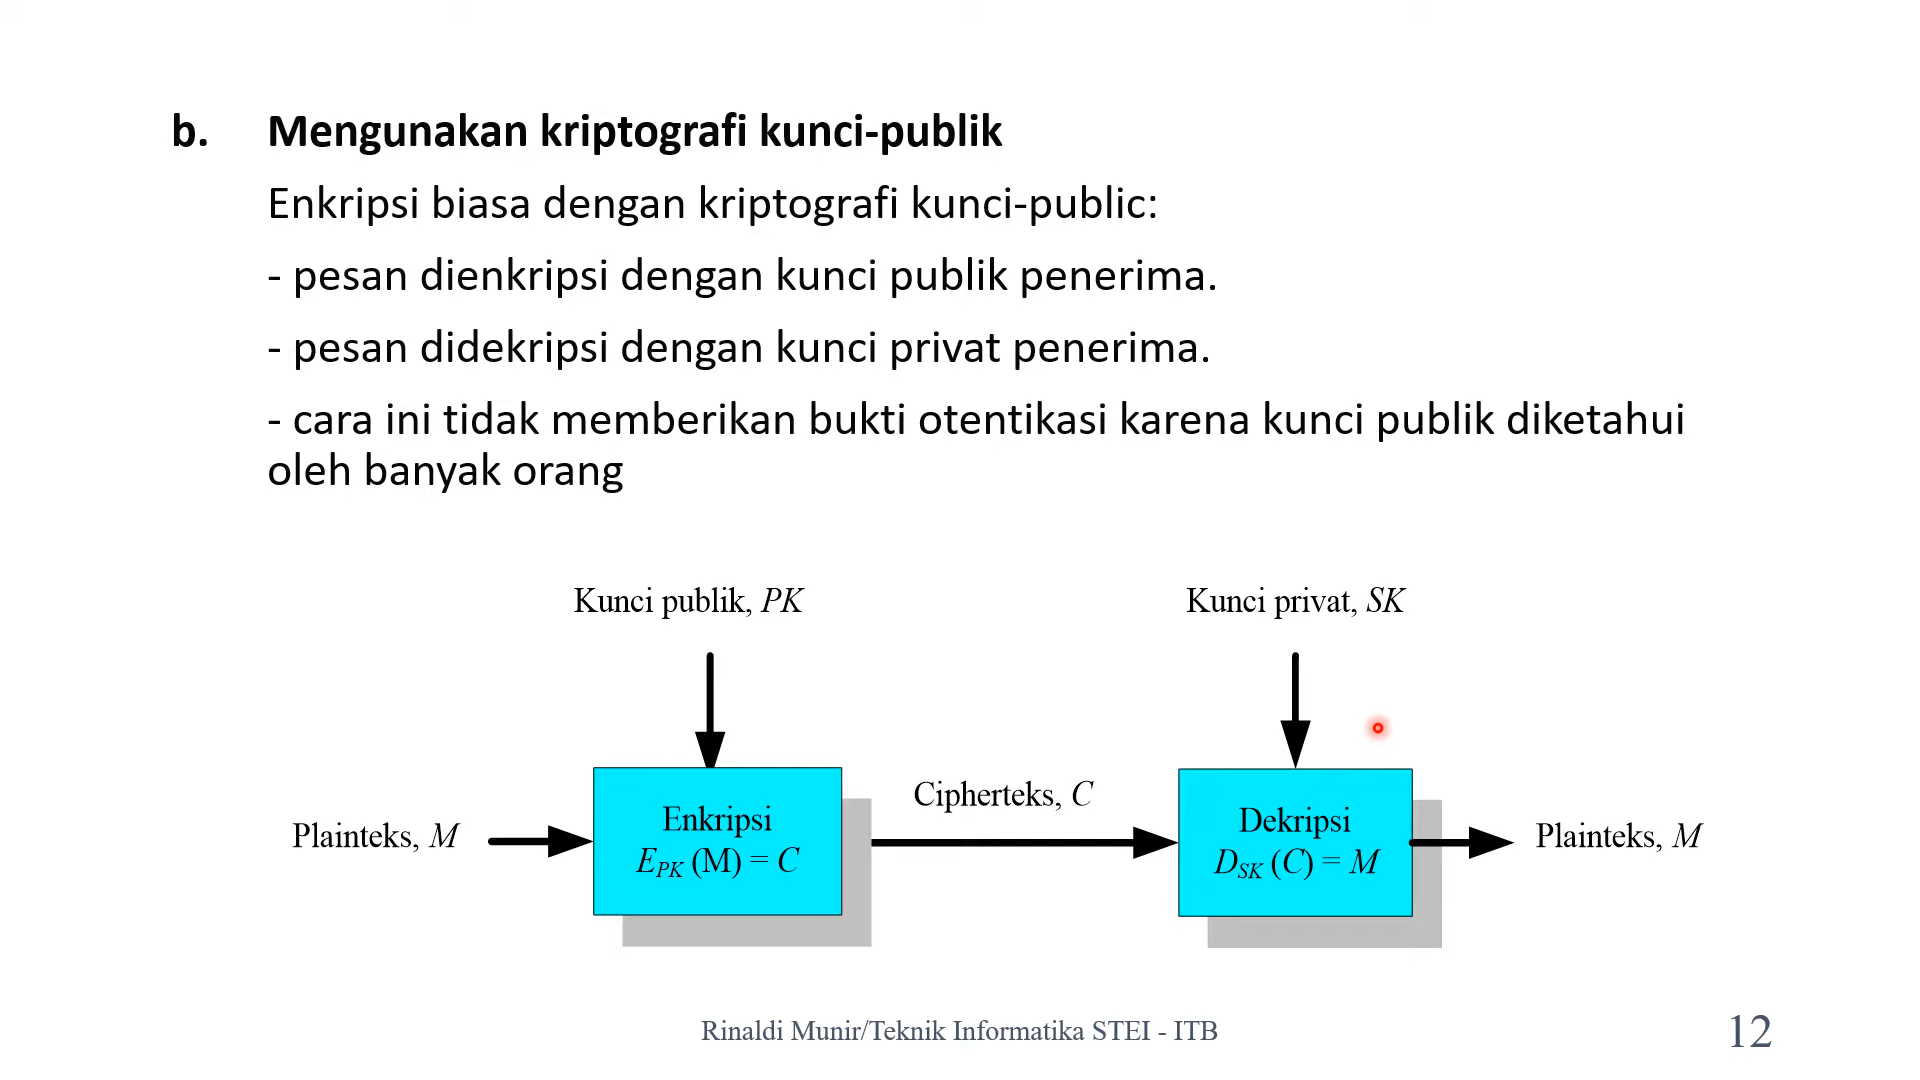 b. Mengunakan kriptografi kunci-publik
Enkripsi biasa dengan kriptografi kunci-public:
- pesan dienkripsi dengan kunci publik penerima.
- pesan didekripsi dengan kunci privat penerima.
- cara ini tidak memberikan bukti otentikasi karena kunci publik diketahui
oleh banyak orang
Kunci publik, PK
Kunci privat, SK
Plainteks, M
Enkripsi
E_PK (M) = C
Cipherteks, C
Dekripsi
D_SK (C) = M
Plainteks, M
Rinaldi Munir/Teknik Informatika STEI - ITB
12